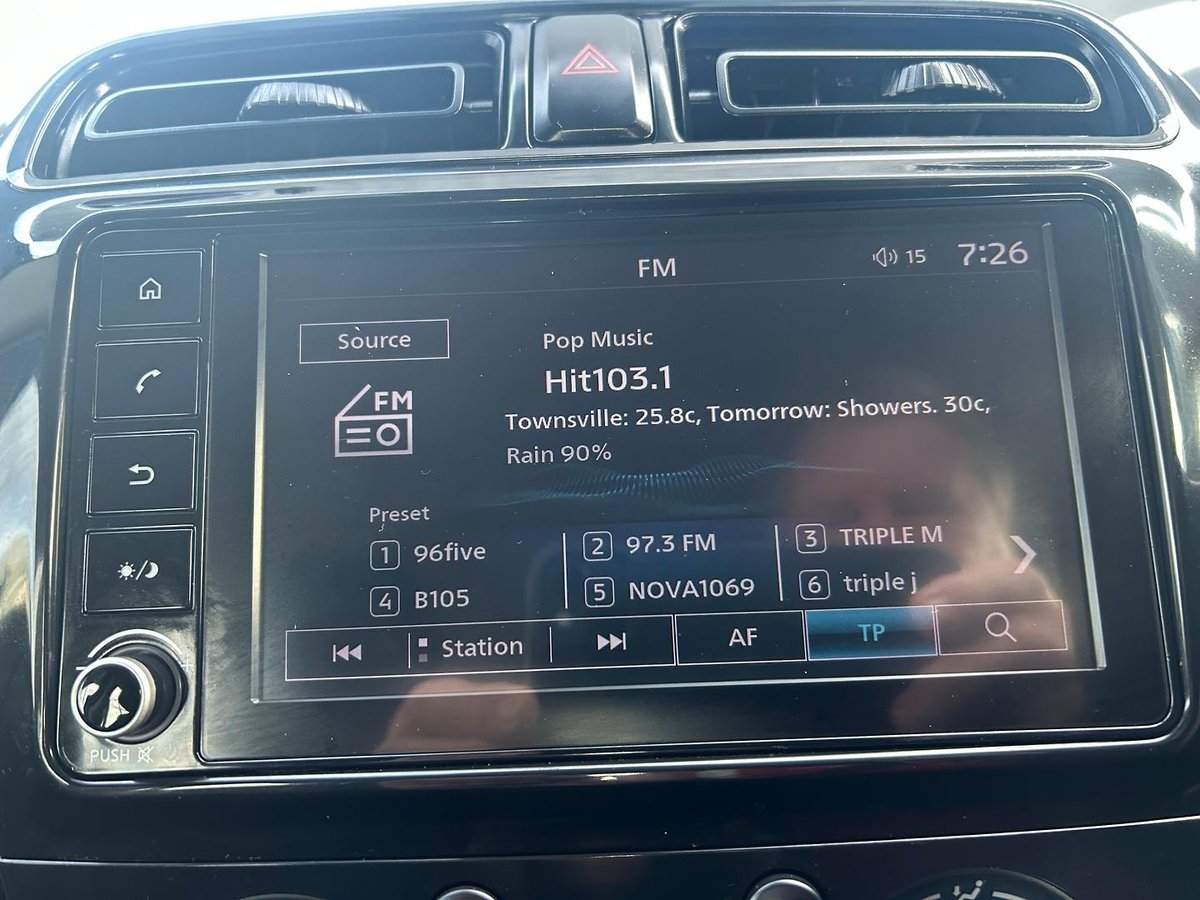 FM
15
7:26
Source
Pop Music
FM
Hit103.1
Townsville: 25.8c, Tomorrow: Showers. 30c,
Rain 90%
Preset
1 96five
2 97.3 FM
3 TRIPLE M
4 B105
5 NOVA1069
6 triple j
Station
AF
TP
PUSH